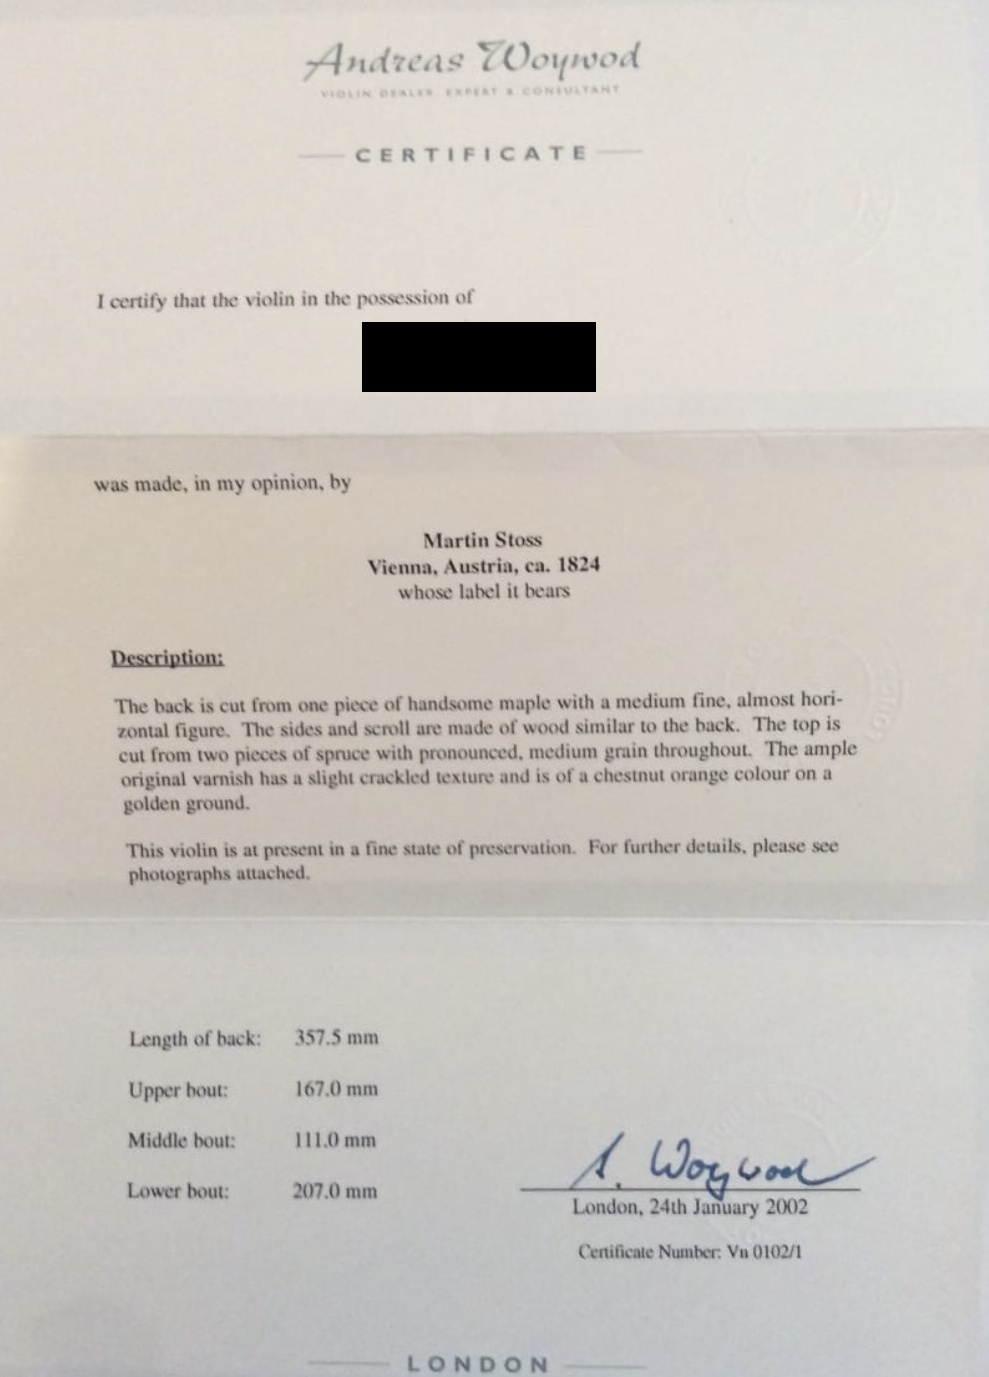 Andreas Woywod
VIOLIN DEALER EXPERT & CONSULTANT
CERTIFICATE
I certify that the violin in the possession of
was made, in my opinion, by
Martin Stoss
Vienna, Austria, ca. 1824
whose label it bears
Description:
The back is cut from one piece of handsome maple with a medium fine, almost hori-
zontal figure. The sides and scroll are made of wood similar to the back. The top is
cut from two pieces of spruce with pronounced, medium grain throughout. The ample
original varnish has a slight crackled texture and is of a chestnut orange colour on a
golden ground.
This violin is at present in a fine state of preservation. For further details, please see
photographs attached.
Length of back: 357.5 mm
Upper bout: 167.0 mm
Middle bout: 111.0 mm
Lower bout: 207.0 mm
A. Woywod
London, 24th January 2002
Certificate Number: Vn 0102/1
LONDON